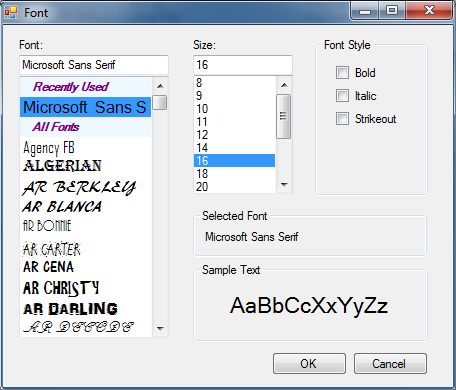 Font
Font:
Microsoft Sans Serif
Recently Used
Microsoft Sans S
All Fonts
Agency FB
ALGERIAN
AR BERKLEY
AR BLANCA
AR BONNIE
AR CARTER
AR CENA
AR CHRISTY
AR DARLING
AR DECODE
Size:
16
8
9
10
11
12
14
16
18
20
Font Style
Bold
Italic
Strikeout
Selected Font
Microsoft Sans Serif
Sample Text
AaBbCcXxYyZz
OK
Cancel